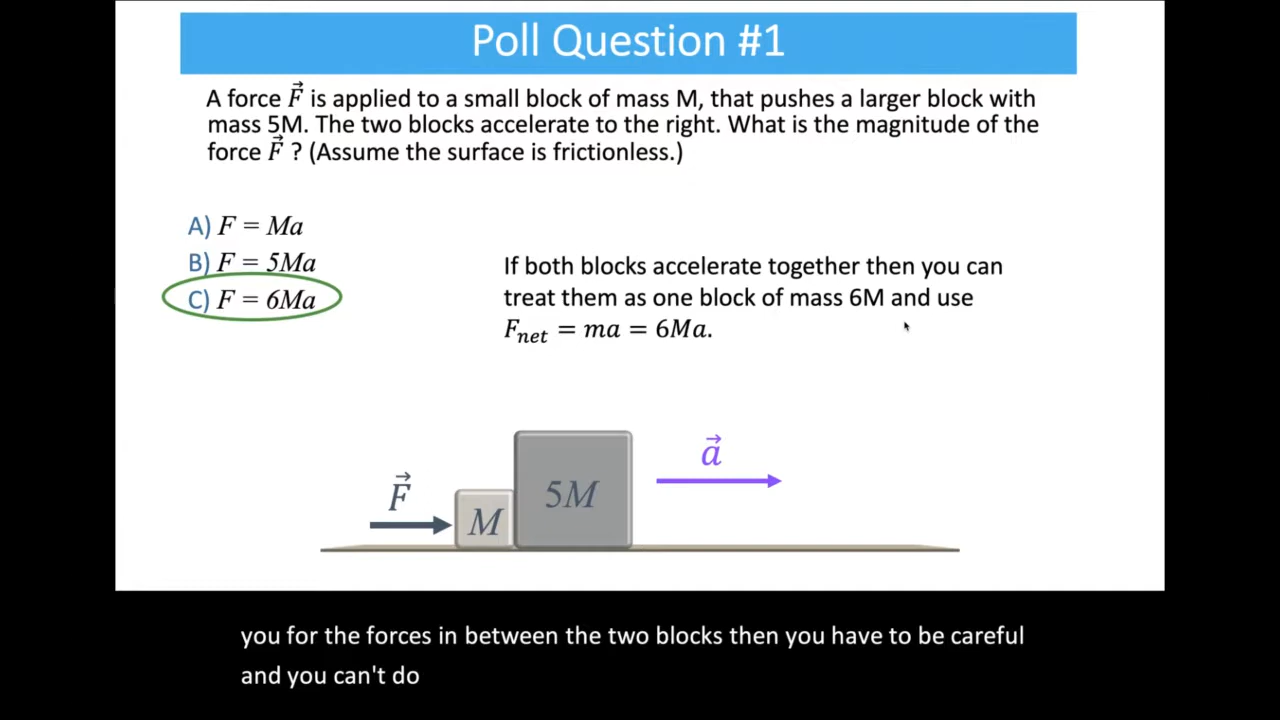 Poll Question #1
A force F⃗ is applied to a small block of mass M, that pushes a larger block with
mass 5M. The two blocks accelerate to the right. What is the magnitude of the
force F⃗ ? (Assume the surface is frictionless.)
A) F = Ma
B) F = 5Ma
C) F = 6Ma
If both blocks accelerate together then you can
treat them as one block of mass 6M and use
Fₙₑₜ = ma = 6Ma.
F⃗
M
5M
a⃗
you for the forces in between the two blocks then you have to be careful
and you can't do